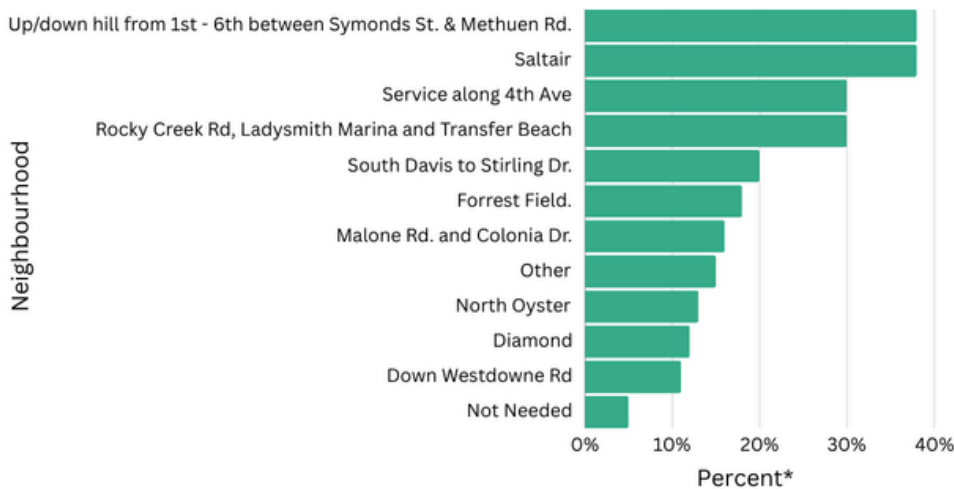 Up/down hill from 1st - 6th between Symonds St. & Methuen Rd.
Saltair
Service along 4th Ave
Rocky Creek Rd, Ladysmith Marina and Transfer Beach
South Davis to Stirling Dr.
Forrest Field.
Malone Rd. and Colonia Dr.
Other
North Oyster
Diamond
Down Westdowne Rd
Not Needed
Neighbourhood
0% 10% 20% 30% 40%
Percent*